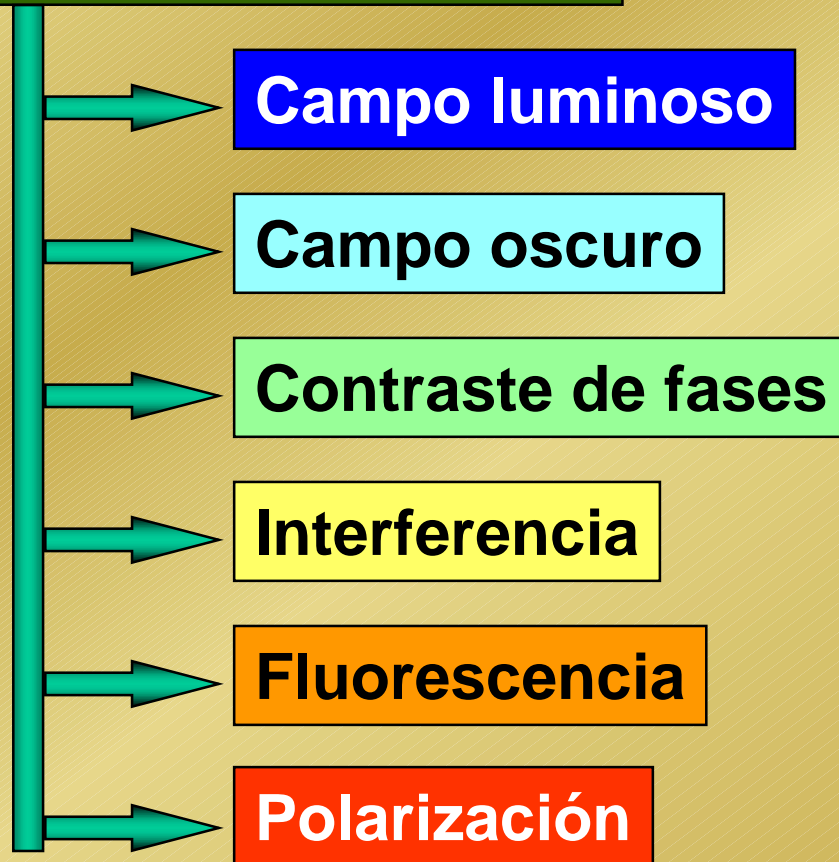 Campo luminoso
Campo oscuro
Contraste de fases
Interferencia
Fluorescencia
Polarización